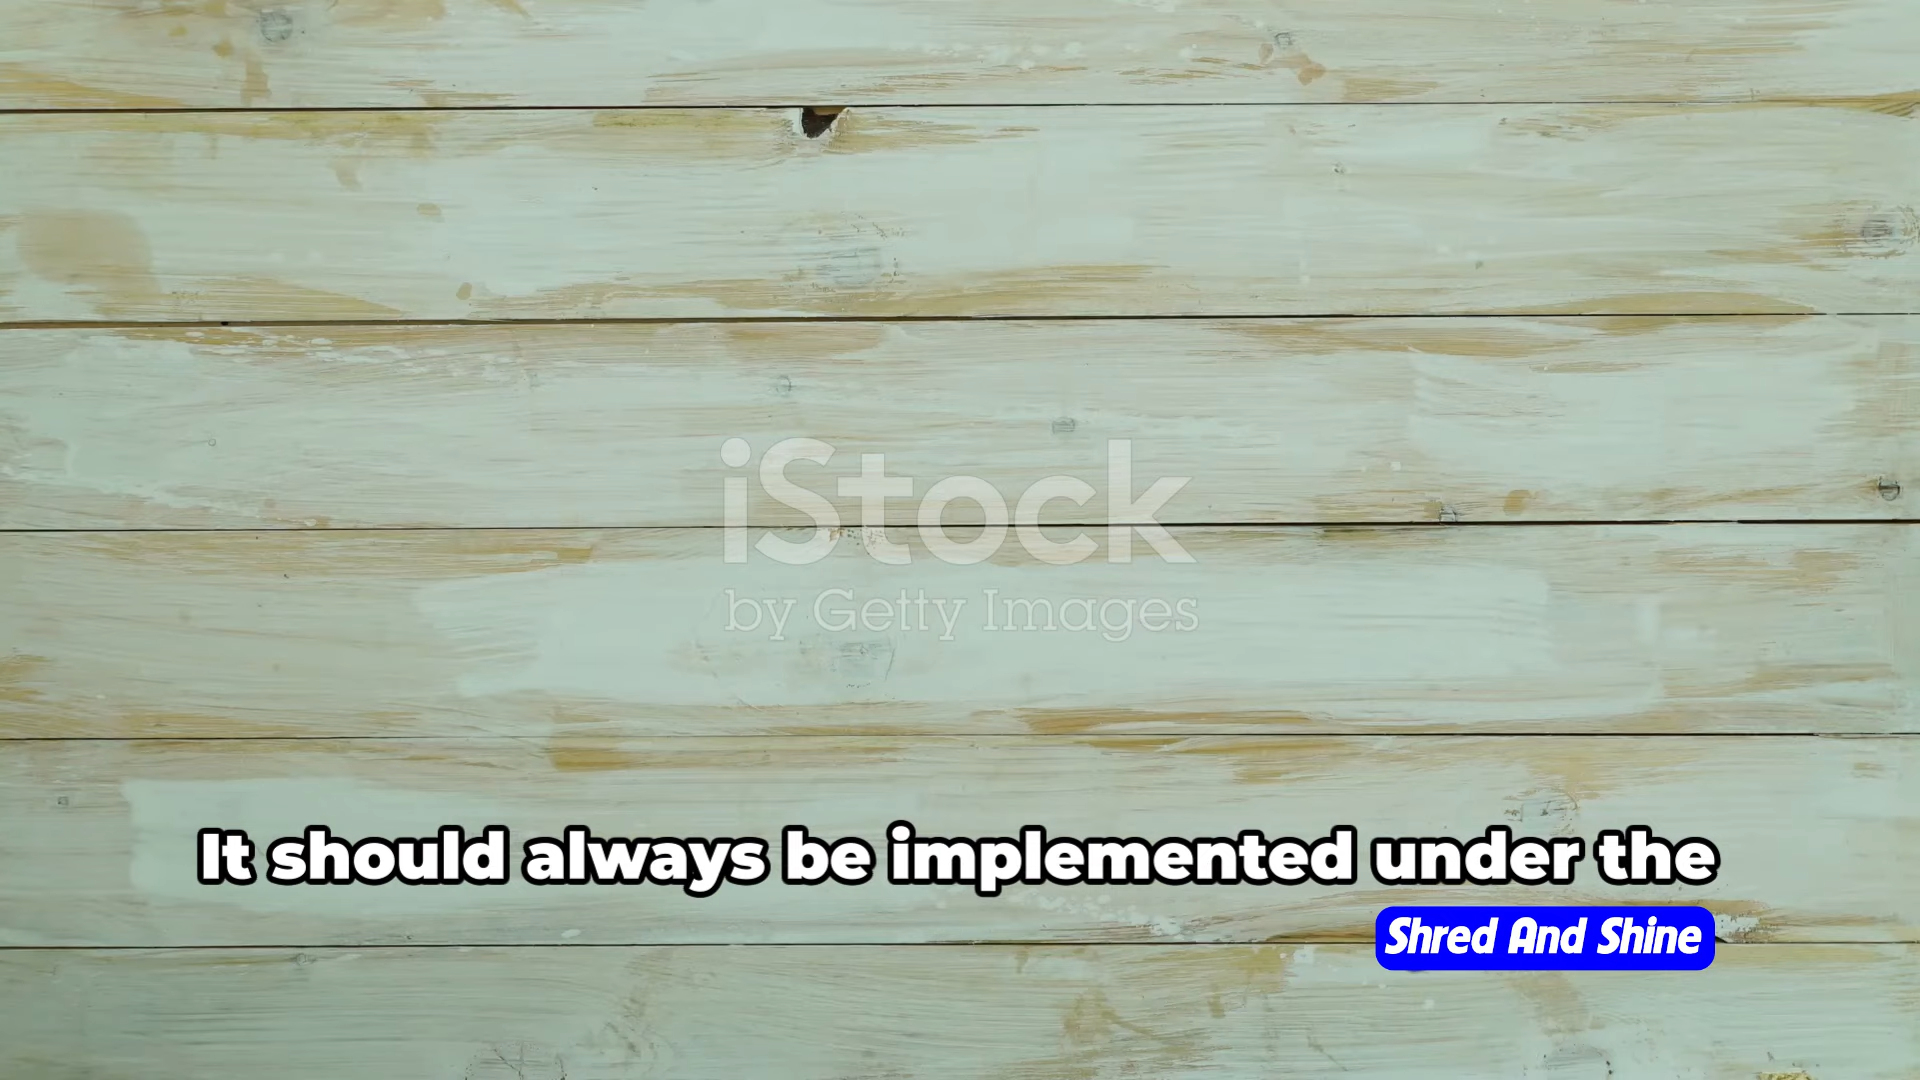 iStock
by Getty Images
It should always be implemented under the
Shred And Shine